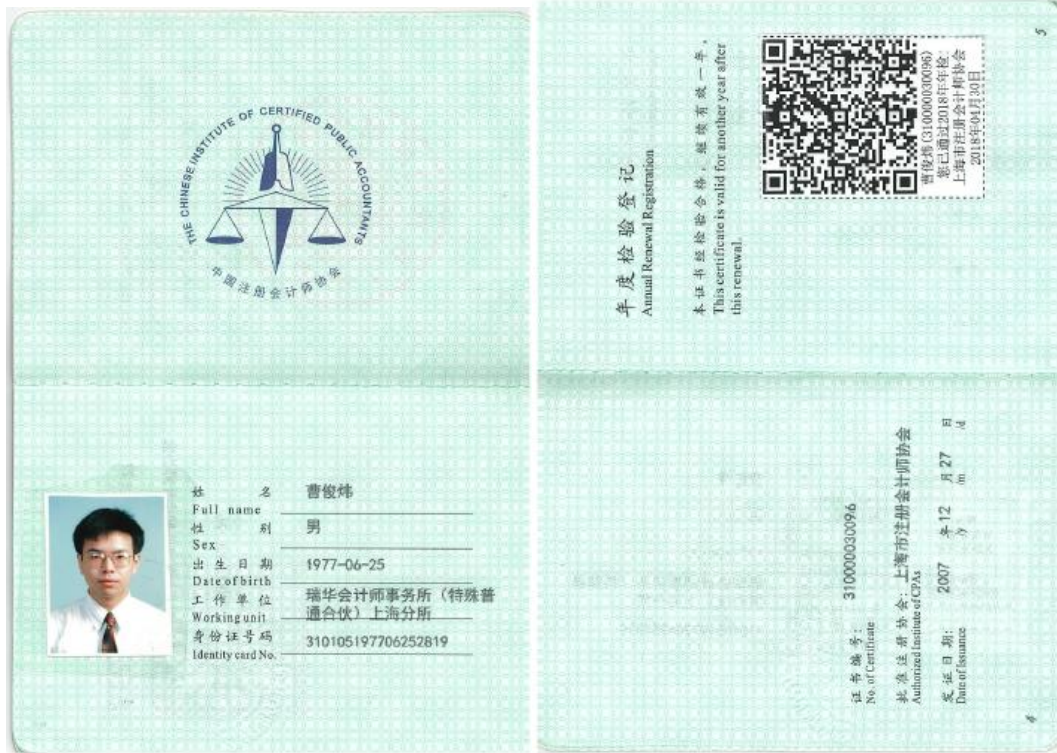 THE CHINESE INSTITUTE OF CERTIFIED PUBLIC ACCOUNTANTS
中国注册会计师协会
姓 名 曹俊炜
Full name
性 别 男
Sex
出生日期 1977-06-25
Date of birth
工作单位 瑞华会计师事务所（特殊普
Working unit 通合伙）上海分所
身份证号码 310105197706252819
Identity card No.
年度检验登记
Annual Renewal Registration
本证书经检验合格，继续有效一年。
This certificate is valid for another year after
this renewal.
曹俊炜(310000030096)
您已通过2018年年检
上海市注册会计师协会
2018年04月30日
5
证书编号： 310000030096
No. of Certificate
批准注册协会：上海市注册会计师协会
Authorized Institute of CPAs
发证日期： 2007 年 12 月 27 日
Date of Issuance /y /m /d
4